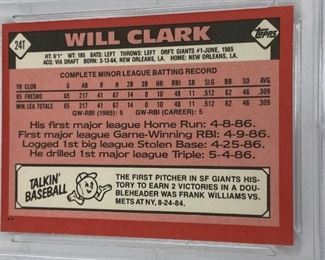 24T
WILL CLARK
Topps
HT: 6'1" WT: 185 BATS: LEFT THROWS: LEFT DRFT: GIANTS #1-JUNE, 1985
ACQ: VIA DRAFT BORN: 3-13-64, NEW ORLEANS, LA. HOME: NEW ORLEANS, LA.
COMPLETE MINOR LEAGUE BATTING RECORD
YR CLUB G AB R H 2B 3B HR RBI SB SLG BB SO AVG
85 FRESNO 65 217 41 67 14 0 10 48 11 .512 62 46 .309
MIN. LEA TOTALS 65 217 41 67 14 0 10 48 11 .512 62 46 .309
GW-RBI (1985): 5 GW-RBI (CAREER): 5
His first major league Home Run: 4-8-86.
First major league Game-Winning RBI: 4-9-86.
Logged 1st big league Stolen Base: 4-25-86.
He drilled 1st major league Triple: 5-4-86.
TALKIN' BASEBALL
THE FIRST PITCHER IN SF GIANTS HIS-
TORY TO EARN 2 VICTORIES IN A DOU-
BLEHEADER WAS FRANK WILLIAMS VS.
METS AT NY, 8-24-84.